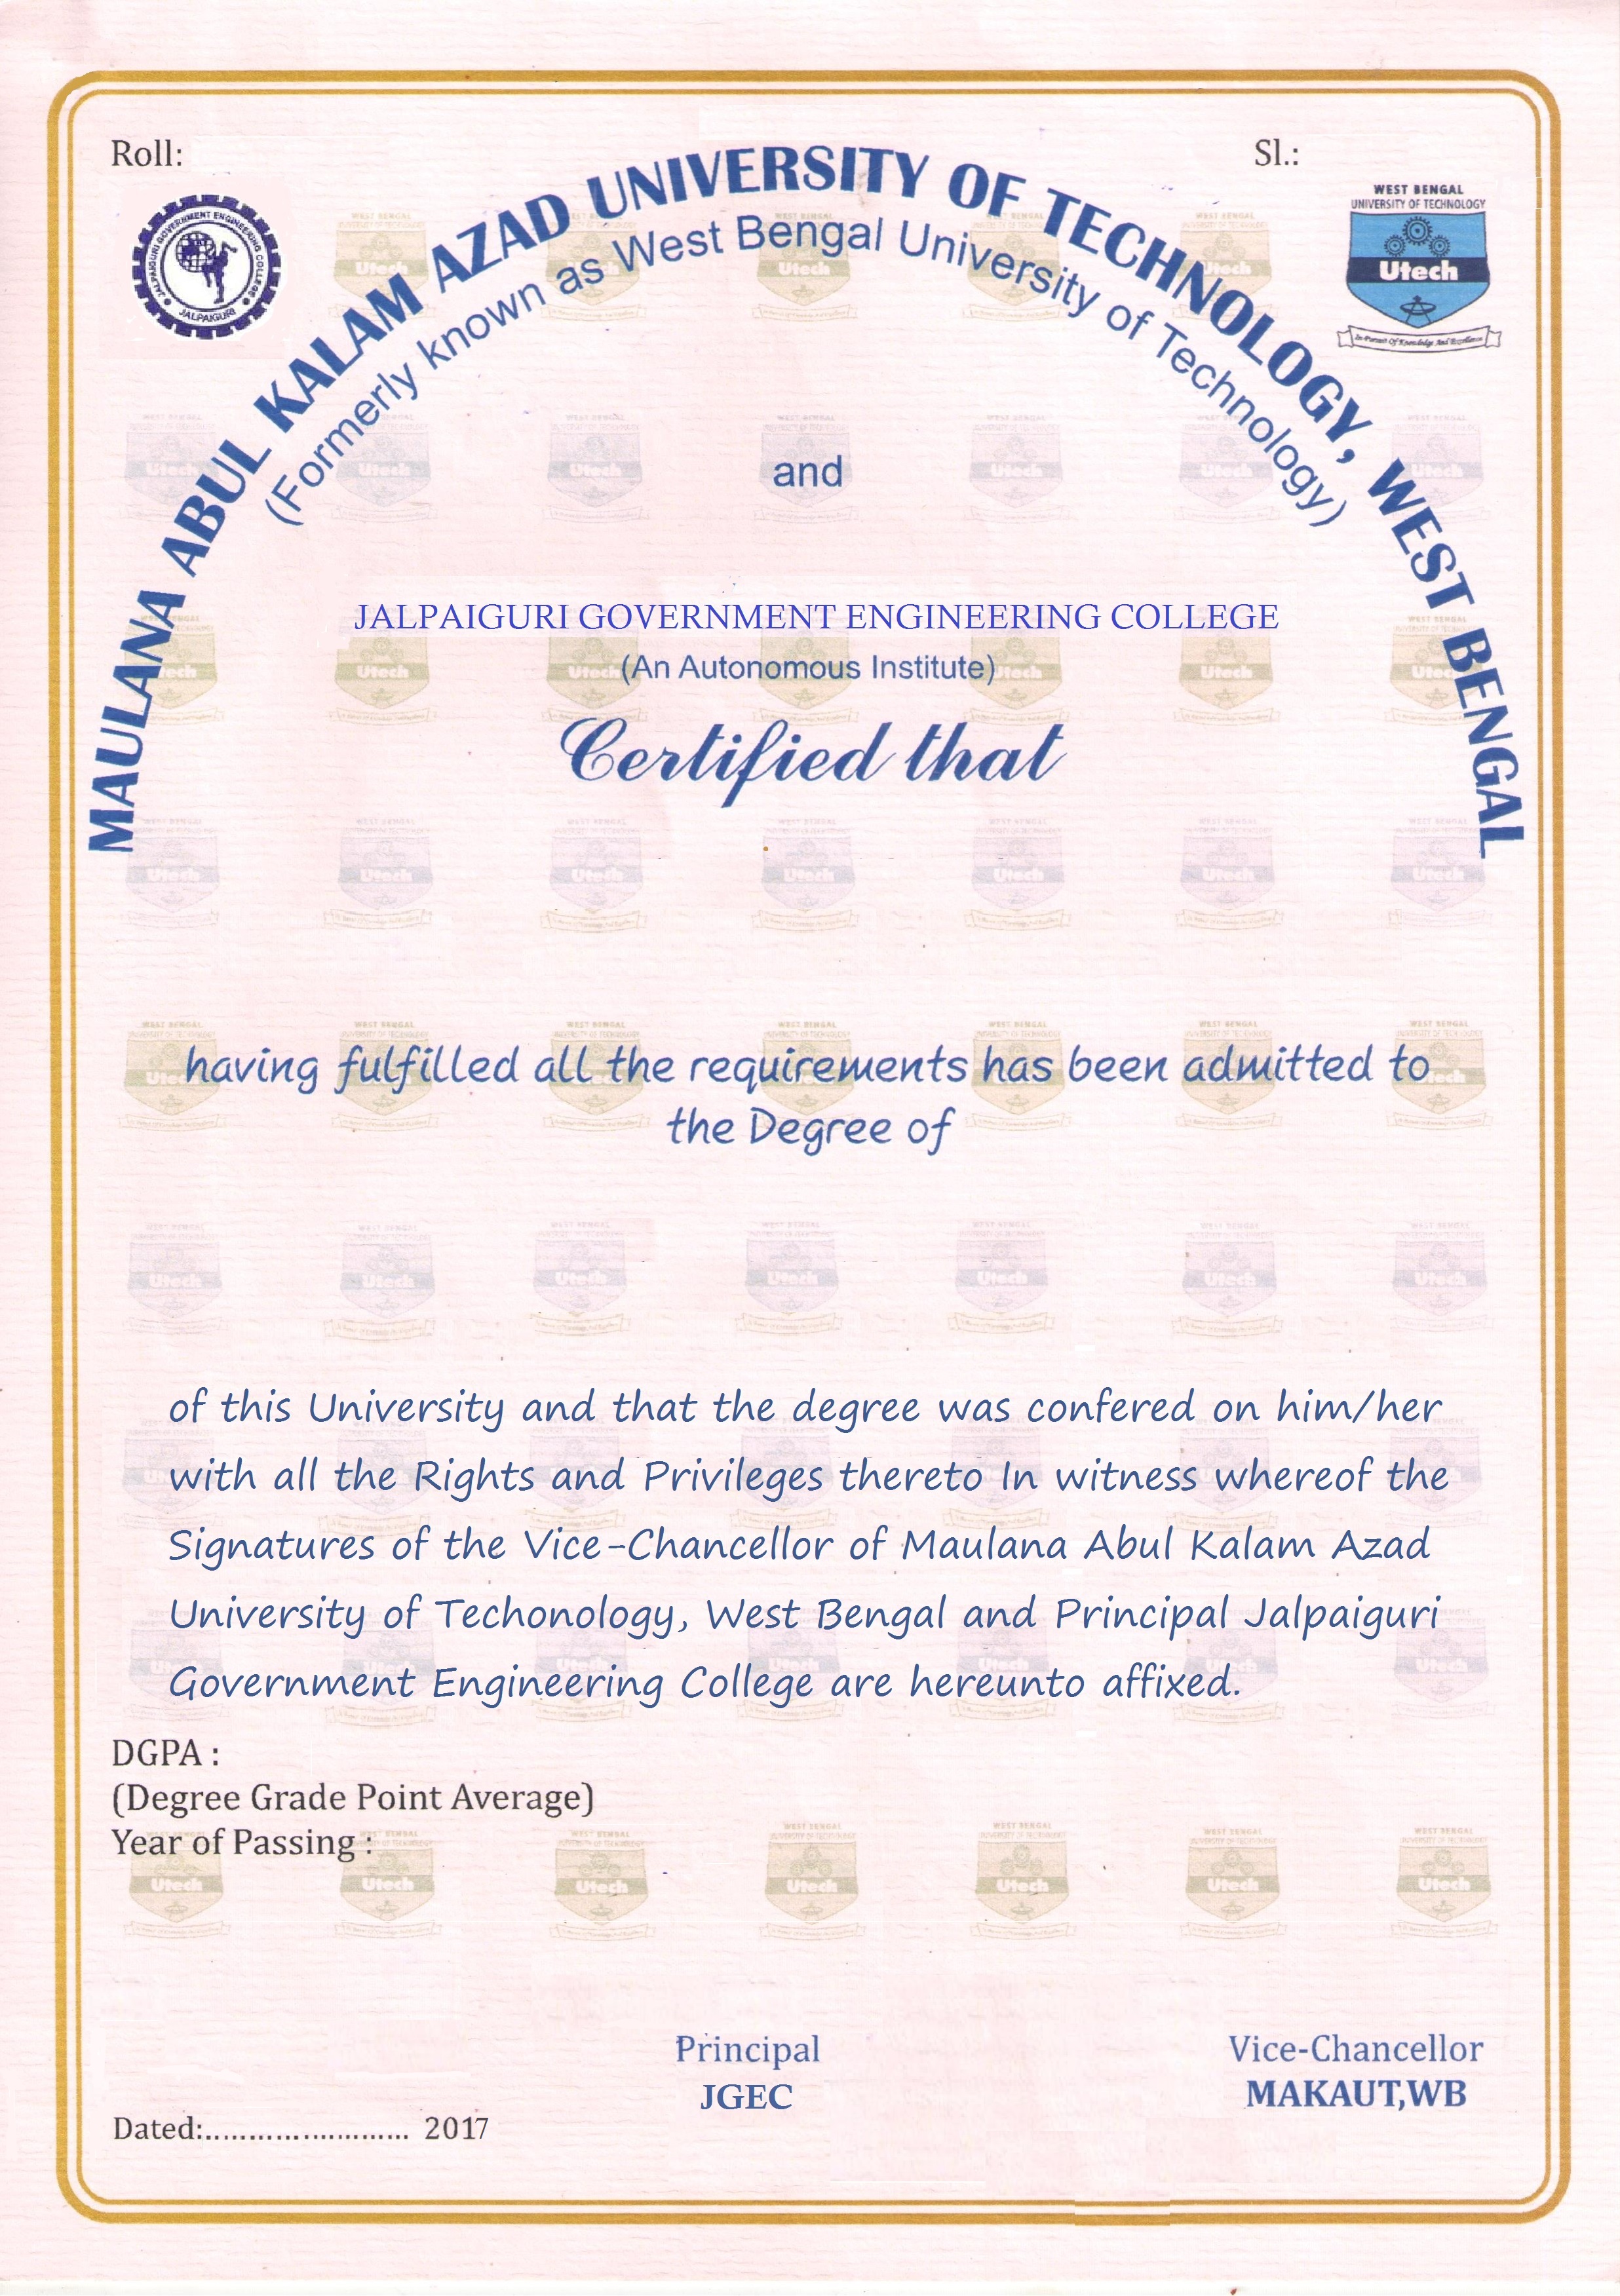 Roll:
Sl.:
JALPAIGURI GOVERNMENT ENGINEERING COLLEGE
JALPAIGURI
WEST BENGAL
UNIVERSITY OF TECHNOLOGY
Utech
In Pursuit Of Knowledge And Excellence
MAULANA ABUL KALAM AZAD UNIVERSITY OF TECHNOLOGY, WEST BENGAL
(Formerly known as West Bengal University of Technology)
and
JALPAIGURI GOVERNMENT ENGINEERING COLLEGE
(An Autonomous Institute)
Certified that
having fulfilled all the requirements has been admitted to
the Degree of
of this University and that the degree was confered on him/her
with all the Rights and Privileges thereto In witness whereof the
Signatures of the Vice-Chancellor of Maulana Abul Kalam Azad
University of Techonology, West Bengal and Principal Jalpaiguri
Government Engineering College are hereunto affixed.
DGPA :
(Degree Grade Point Average)
Year of Passing :
Principal
JGEC
Vice-Chancellor
MAKAUT,WB
Dated:........................ 2017